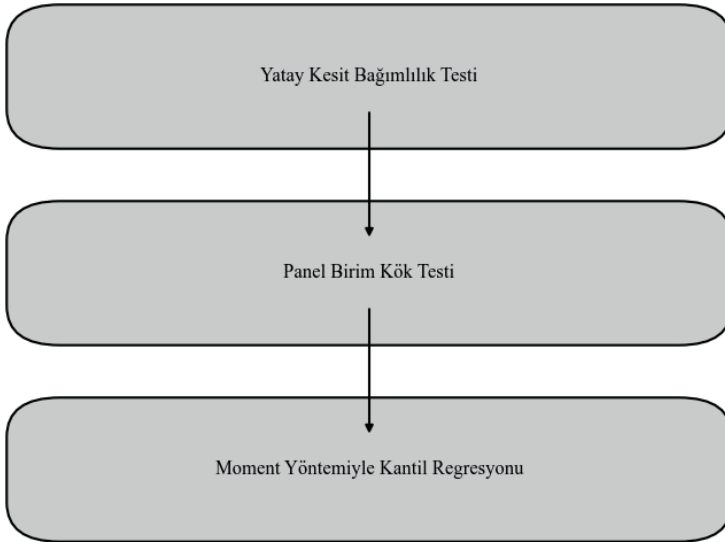 Yatay Kesit Bağımlılık Testi
Panel Birim Kök Testi
Moment Yöntemiyle Kantil Regresyonu